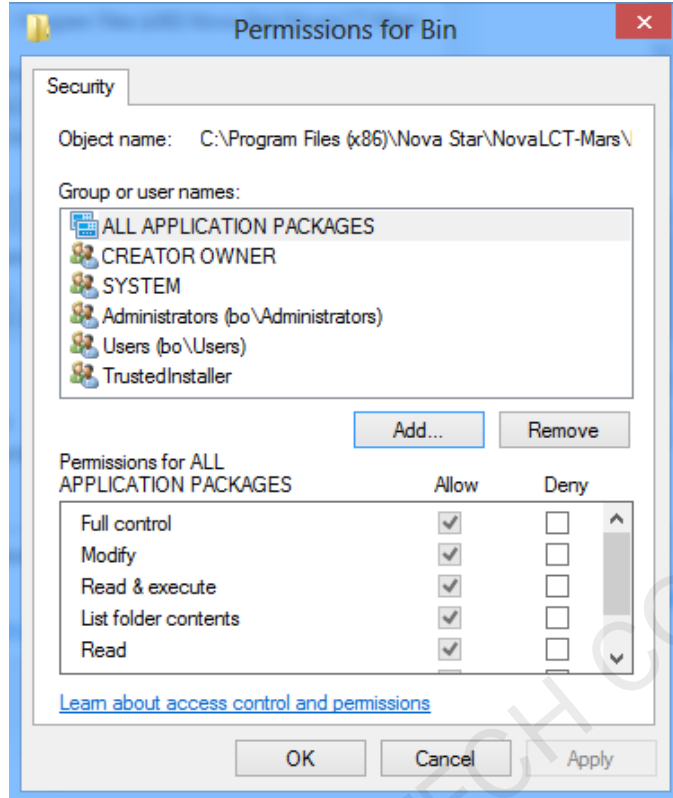 Permissions for Bin
Security
Object name: C:\Program Files (x86)\Nova Star\NovaLCT-Mars\
Group or user names:
ALL APPLICATION PACKAGES
CREATOR OWNER
SYSTEM
Administrators (bo\Administrators)
Users (bo\Users)
TrustedInstaller
Add... Remove
Permissions for ALL
APPLICATION PACKAGES Allow Deny
Full control
Modify
Read & execute
List folder contents
Read
Learn about access control and permissions
OK Cancel Apply
TECH